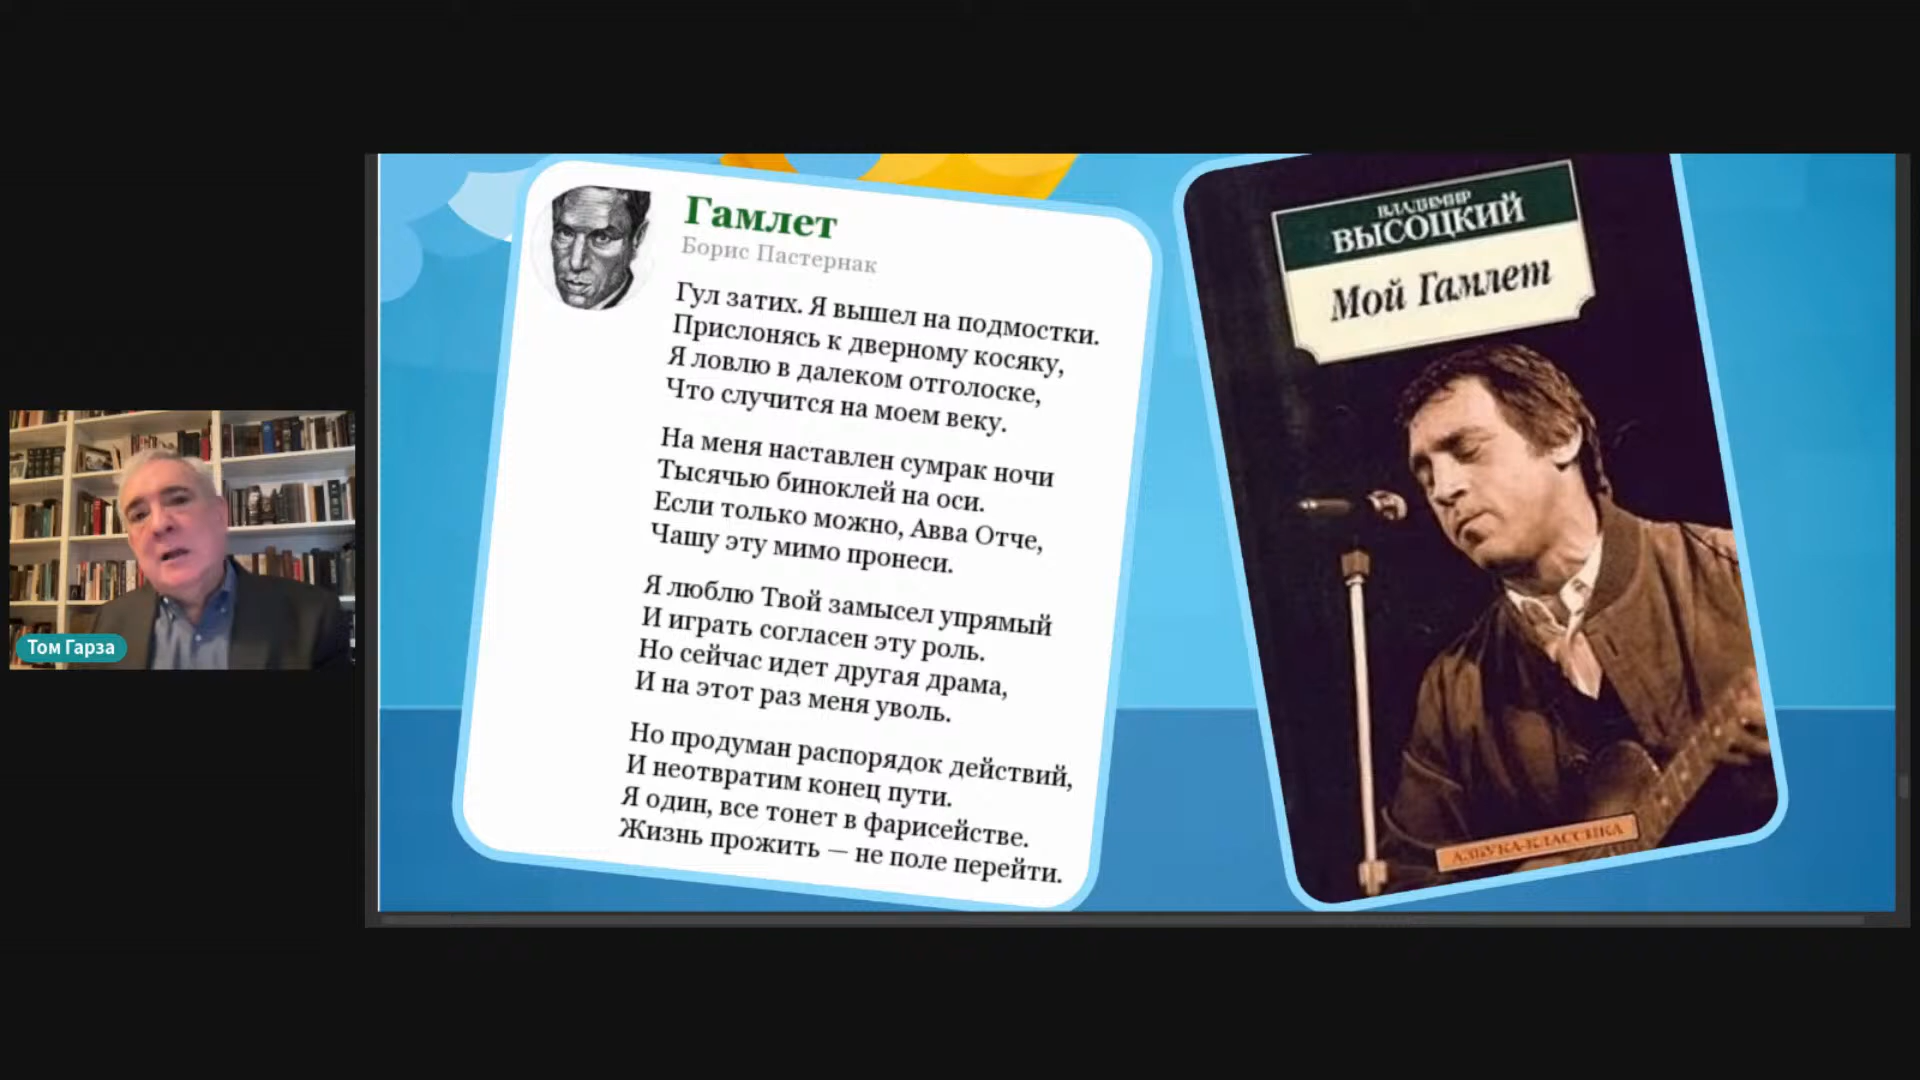 Гамлет
Борис Пастернак
Гул затих. Я вышел на подмостки.
Прислонясь к дверному косяку,
Я ловлю в далеком отголоске,
Что случится на моем веку.
На меня наставлен сумрак ночи
Тысячью биноклей на оси.
Если только можно, Авва Отче,
Чашу эту мимо пронеси.
Я люблю Твой замысел упрямый
И играть согласен эту роль.
Но сейчас идет другая драма,
И на этот раз меня уволь.
Но продуман распорядок действий,
И неотвратим конец пути.
Я один, все тонет в фарисействе.
Жизнь прожить — не поле перейти.
ВЛАДИМИР
ВЫСОЦКИЙ
Мой Гамлет
АЗБУКА-КЛАССИКА
Том Гарза